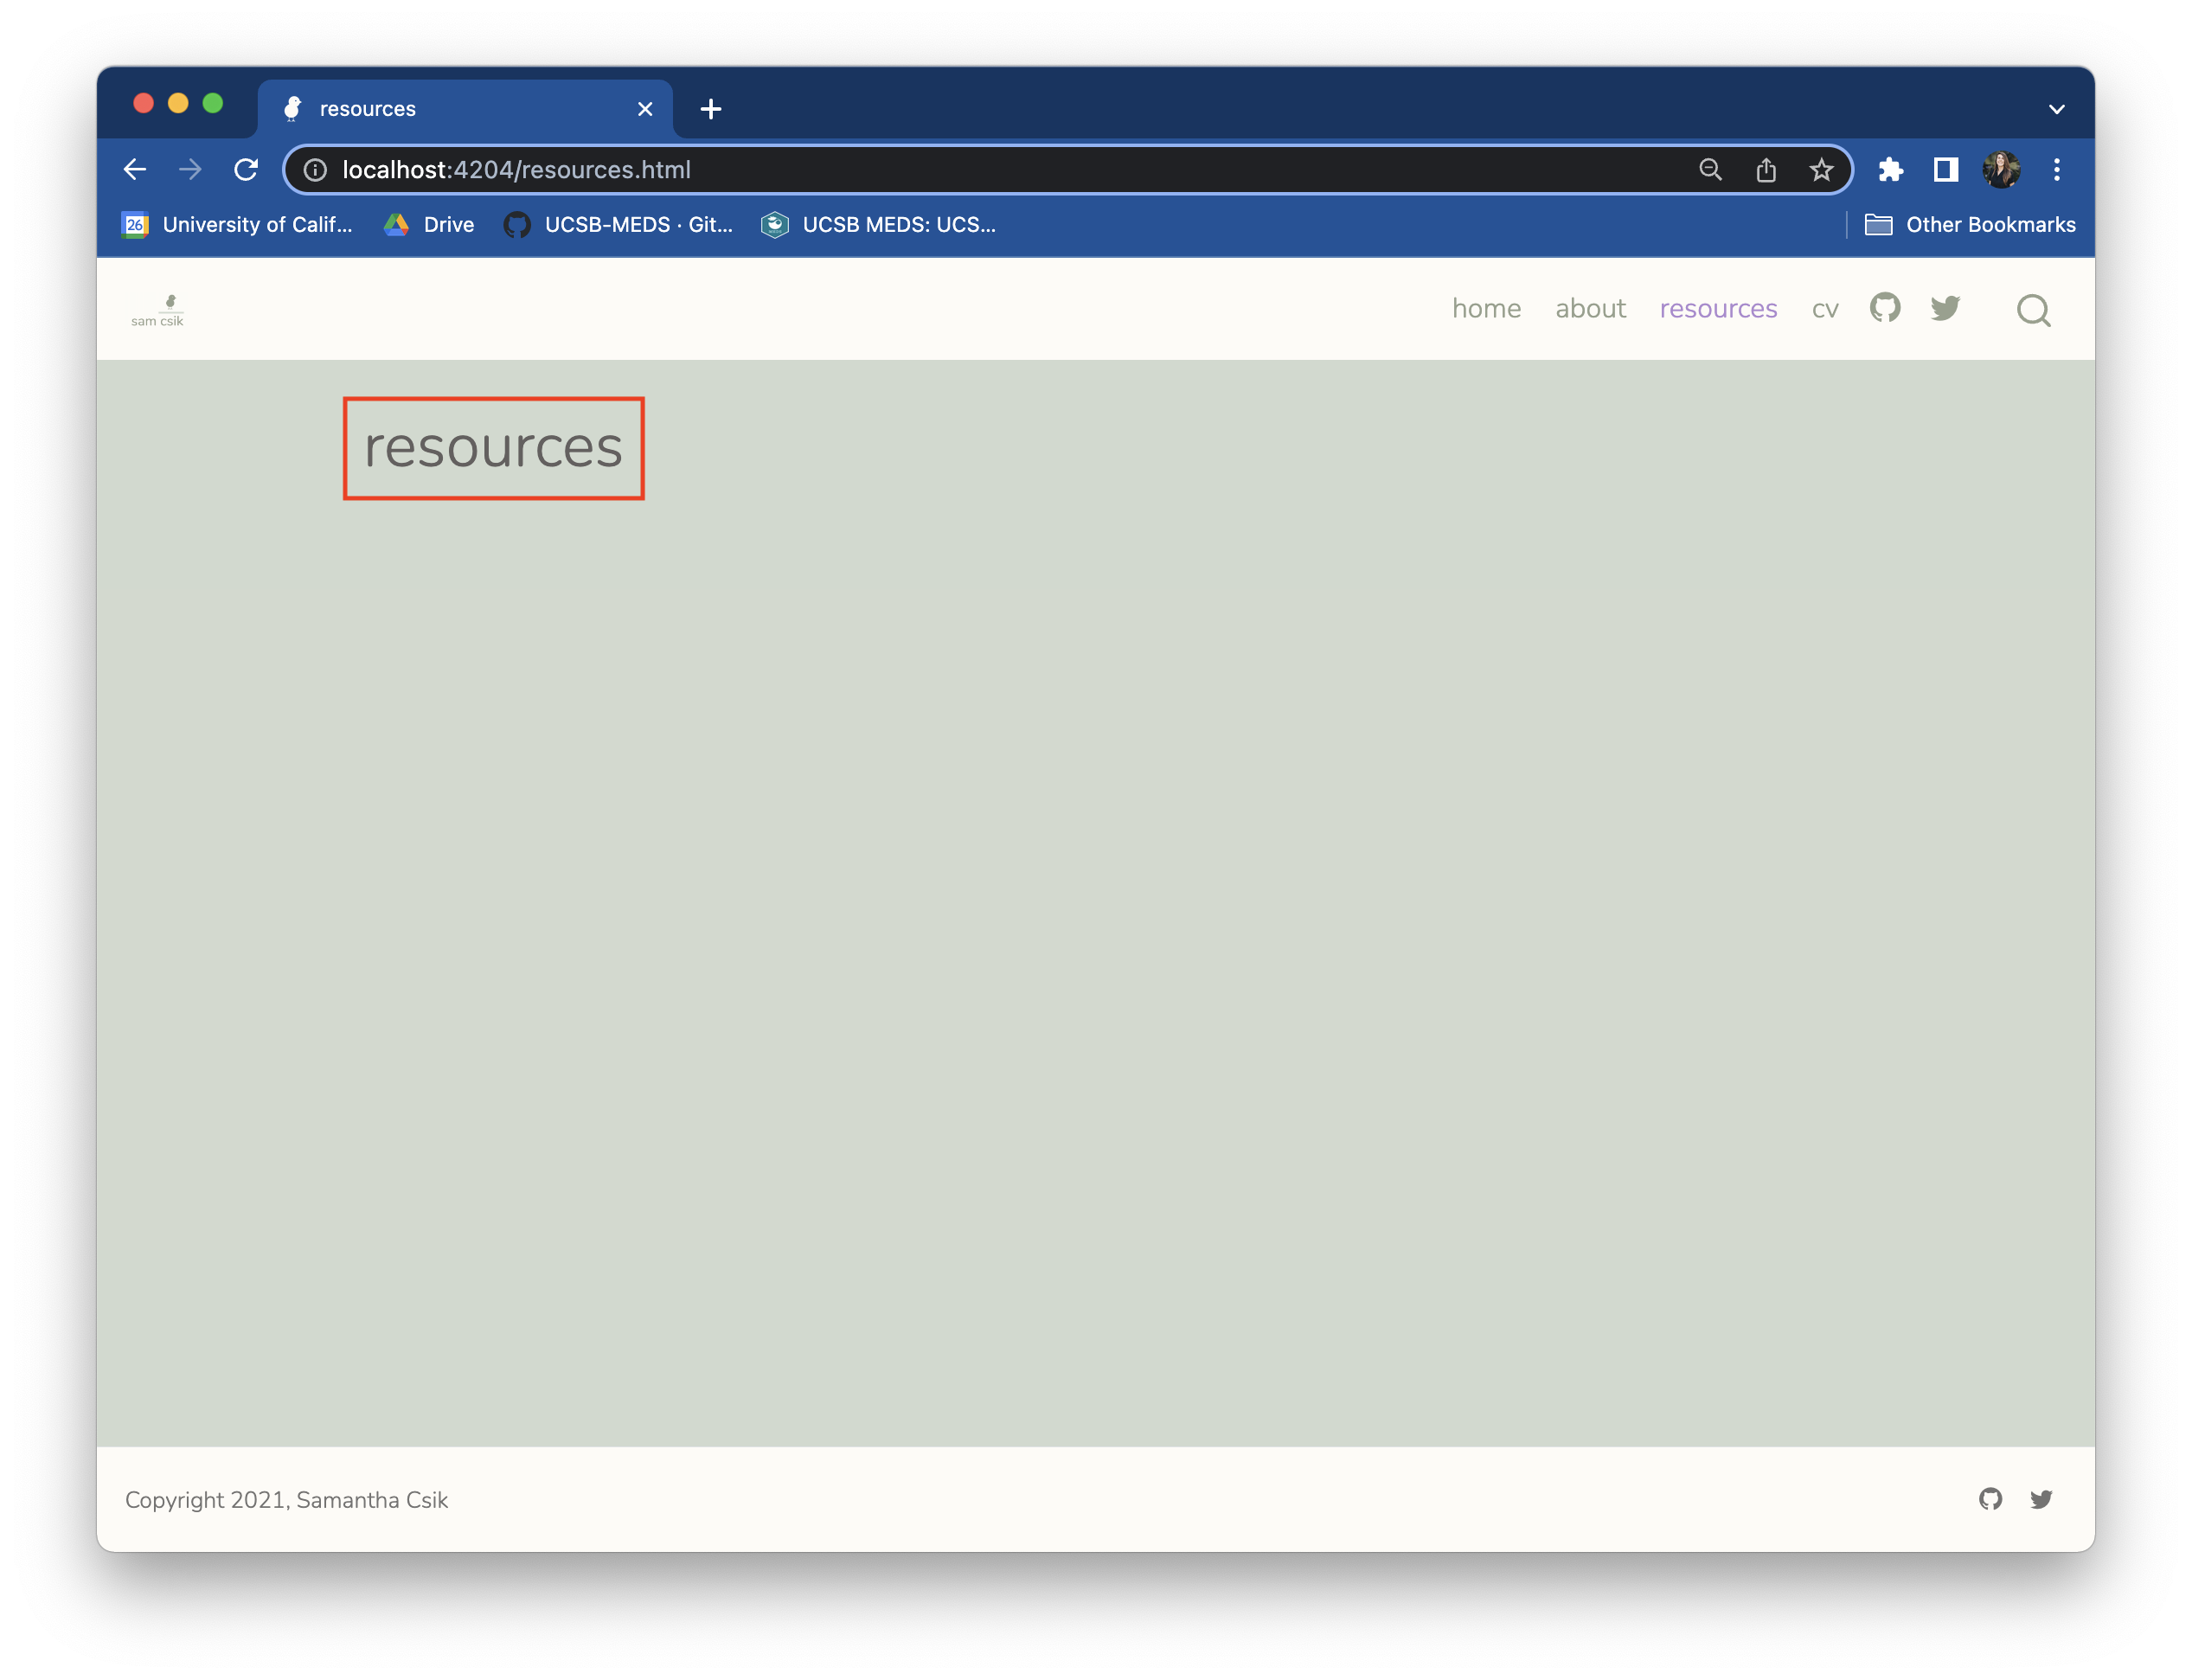 resources
localhost:4204/resources.html
26 University of Calif... Drive UCSB-MEDS · Git... UCSB MEDS: UCS... Other Bookmarks
sam csik
home about resources cv
resources
Copyright 2021, Samantha Csik